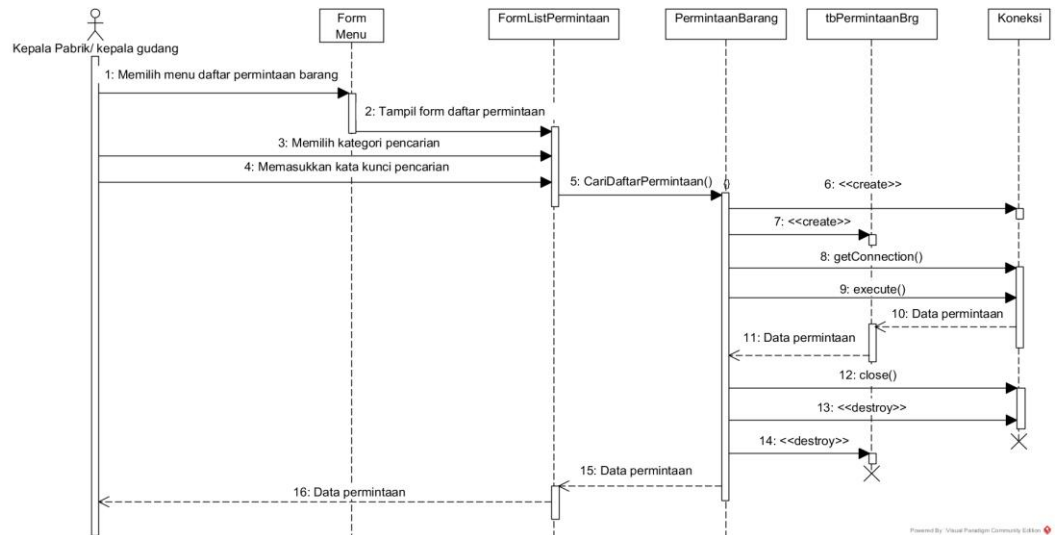 Form
Menu
FormListPermintaan
PermintaanBarang
tbPermintaanBrg
Koneksi
Kepala Pabrik/ kepala gudang
1: Memilih menu daftar permintaan barang
2: Tampil form daftar permintaan
3: Memilih kategori pencarian
4: Memasukkan kata kunci pencarian
5: CariDaftarPermintaan() ()
6: <<create>>
7: <<create>>
8: getConnection()
9: execute()
10: Data permintaan
11: Data permintaan
12: close()
13: <<destroy>>
14: <<destroy>>
15: Data permintaan
16: Data permintaan
Powered By Visual Paradigm Community Edition